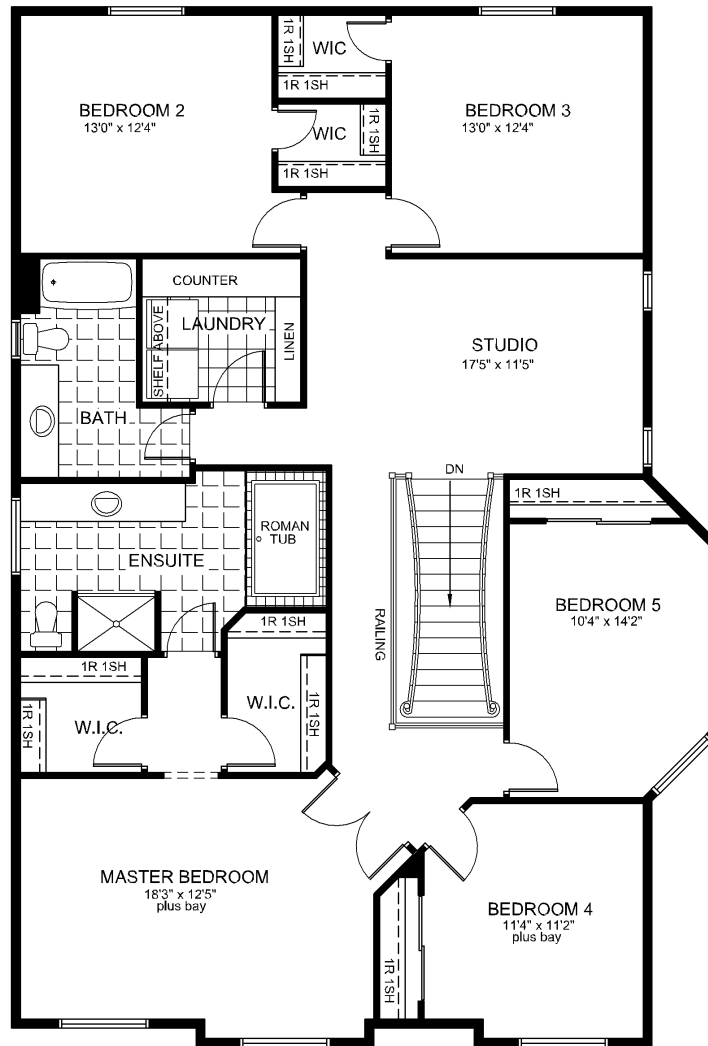 1R 1SH
WIC
1R 1SH
BEDROOM 2
13'0" x 12'4"
BEDROOM 3
13'0" x 12'4"
WIC
1R 1SH
1R 1SH
COUNTER
SHELF ABOVE
LAUNDRY
LINEN
STUDIO
17'5" x 11'5"
BATH
DN
1R 1SH
ROMAN
TUB
ENSUITE
BEDROOM 5
10'4" x 14'2"
RAILING
1R 1SH
1R 1SH
1R 1SH
W.I.C.
W.I.C.
1R 1SH
MASTER BEDROOM
18'3" x 12'5"
plus bay
BEDROOM 4
11'4" x 11'2"
plus bay
1R 1SH